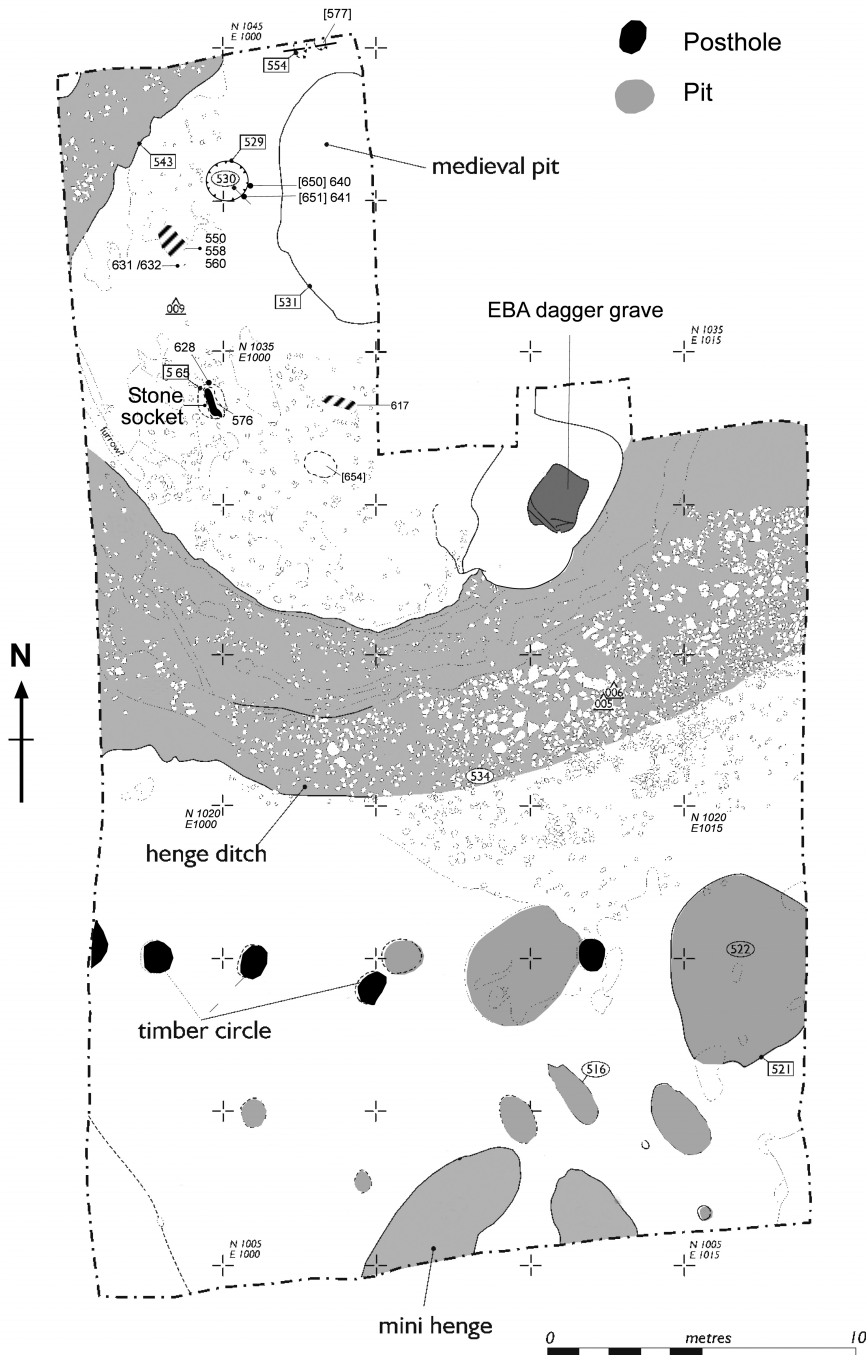 N 1045
E 1000
[577]
554
Posthole
Pit
543
529
530
medieval pit
[650] 640
[651] 641
550
558
560
631 /632
009
531
EBA dagger grave
N 1035
E 1000
N 1035
E 1015
628
5 65
Stone
socket
576
617
furrow?
[654]
N
006
005
534
N 1020
E1000
N 1020
E1015
henge ditch
522
timber circle
516
521
N 1005
E 1000
N 1005
E 1015
mini henge
0 metres 10